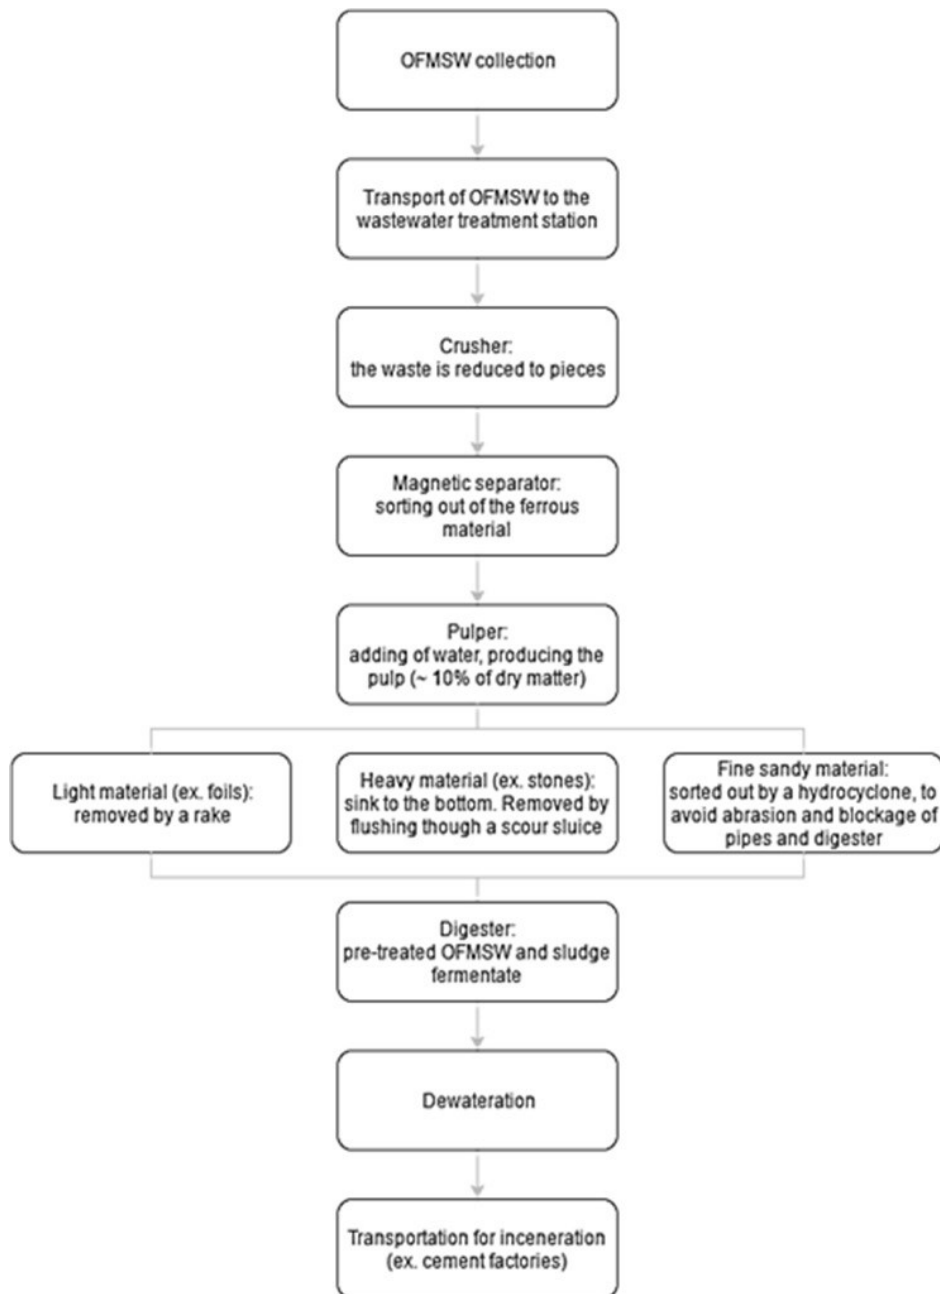 OFMSW collection
Transport of OFMSW to the
wastewater treatment station
Crusher:
the waste is reduced to pieces
Magnetic separator:
sorting out of the ferrous
material
Pulper:
adding of water, producing the
pulp (~ 10% of dry matter)
Light material (ex. foils):
removed by a rake
Heavy material (ex. stones):
sink to the bottom. Removed by
flushing though a scour sluice
Fine sandy material:
sorted out by a hydrocyclone, to
avoid abrasion and blockage of
pipes and digester
Digester:
pre-treated OFMSW and sludge
fermentate
Dewateration
Transportation for inceneration
(ex. cement factories)